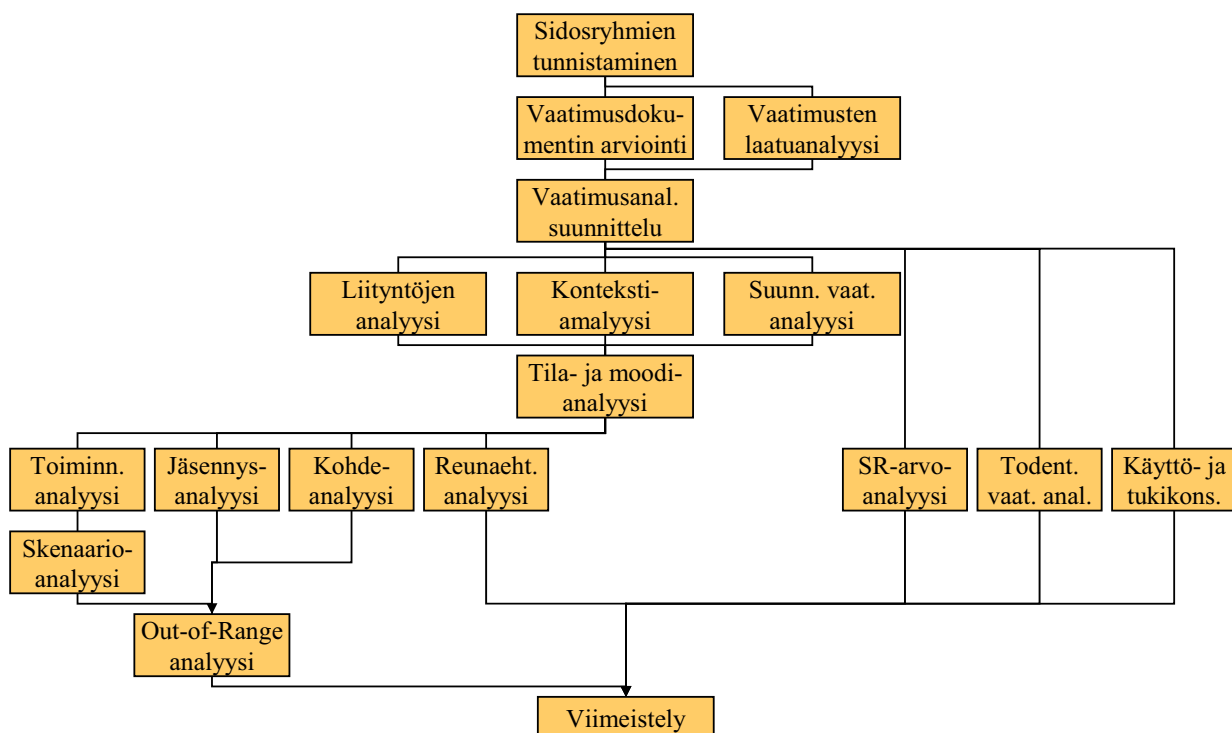 Sidosryhmien
tunnistaminen
Vaatimusdoku-
mentin arviointi
Vaatimusten
laatuanalyysi
Vaatimusanal.
suunnittelu
Liityntöjen
analyysi
Konteksti-
amalyysi
Suunn. vaat.
analyysi
Tila- ja moodi-
analyysi
Toiminn.
analyysi
Jäsennys-
analyysi
Kohde-
analyysi
Reunaeht.
analyysi
SR-arvo-
analyysi
Todent.
vaat. anal.
Käyttö- ja
tukikons.
Skenaario-
analyysi
Out-of-Range
analyysi
Viimeistely